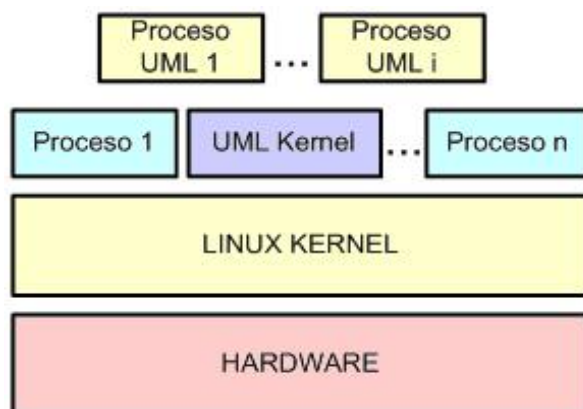 Proceso
UML 1
...
Proceso
UML i
Proceso 1
UML Kernel
...
Proceso n
LINUX KERNEL
HARDWARE